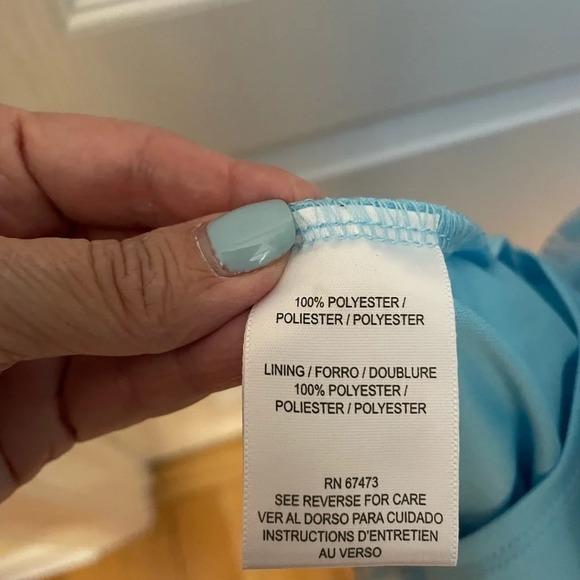 100% POLYESTER /
POLIESTER / POLYESTER
LINING / FORRO / DOUBLURE
100% POLYESTER /
POLIESTER / POLYESTER
RN 67473
SEE REVERSE FOR CARE
VER AL DORSO PARA CUIDADO
INSTRUCTIONS D'ENTRETIEN
AU VERSO